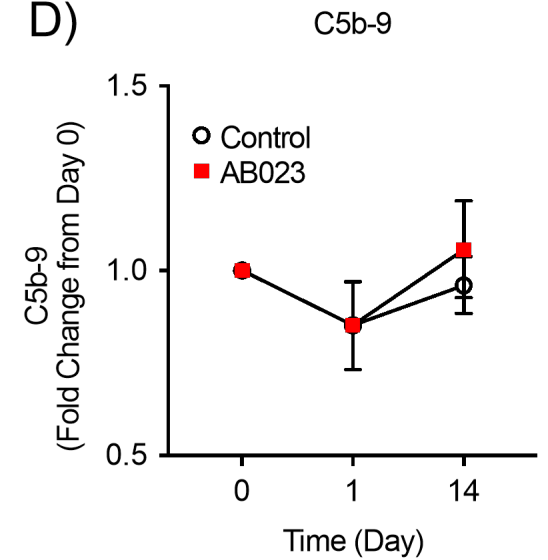 D)
C5b-9
1.5
Control
AB023
C5b-9
(Fold Change from Day 0)
1.0
0.5
0 1 14
Time (Day)